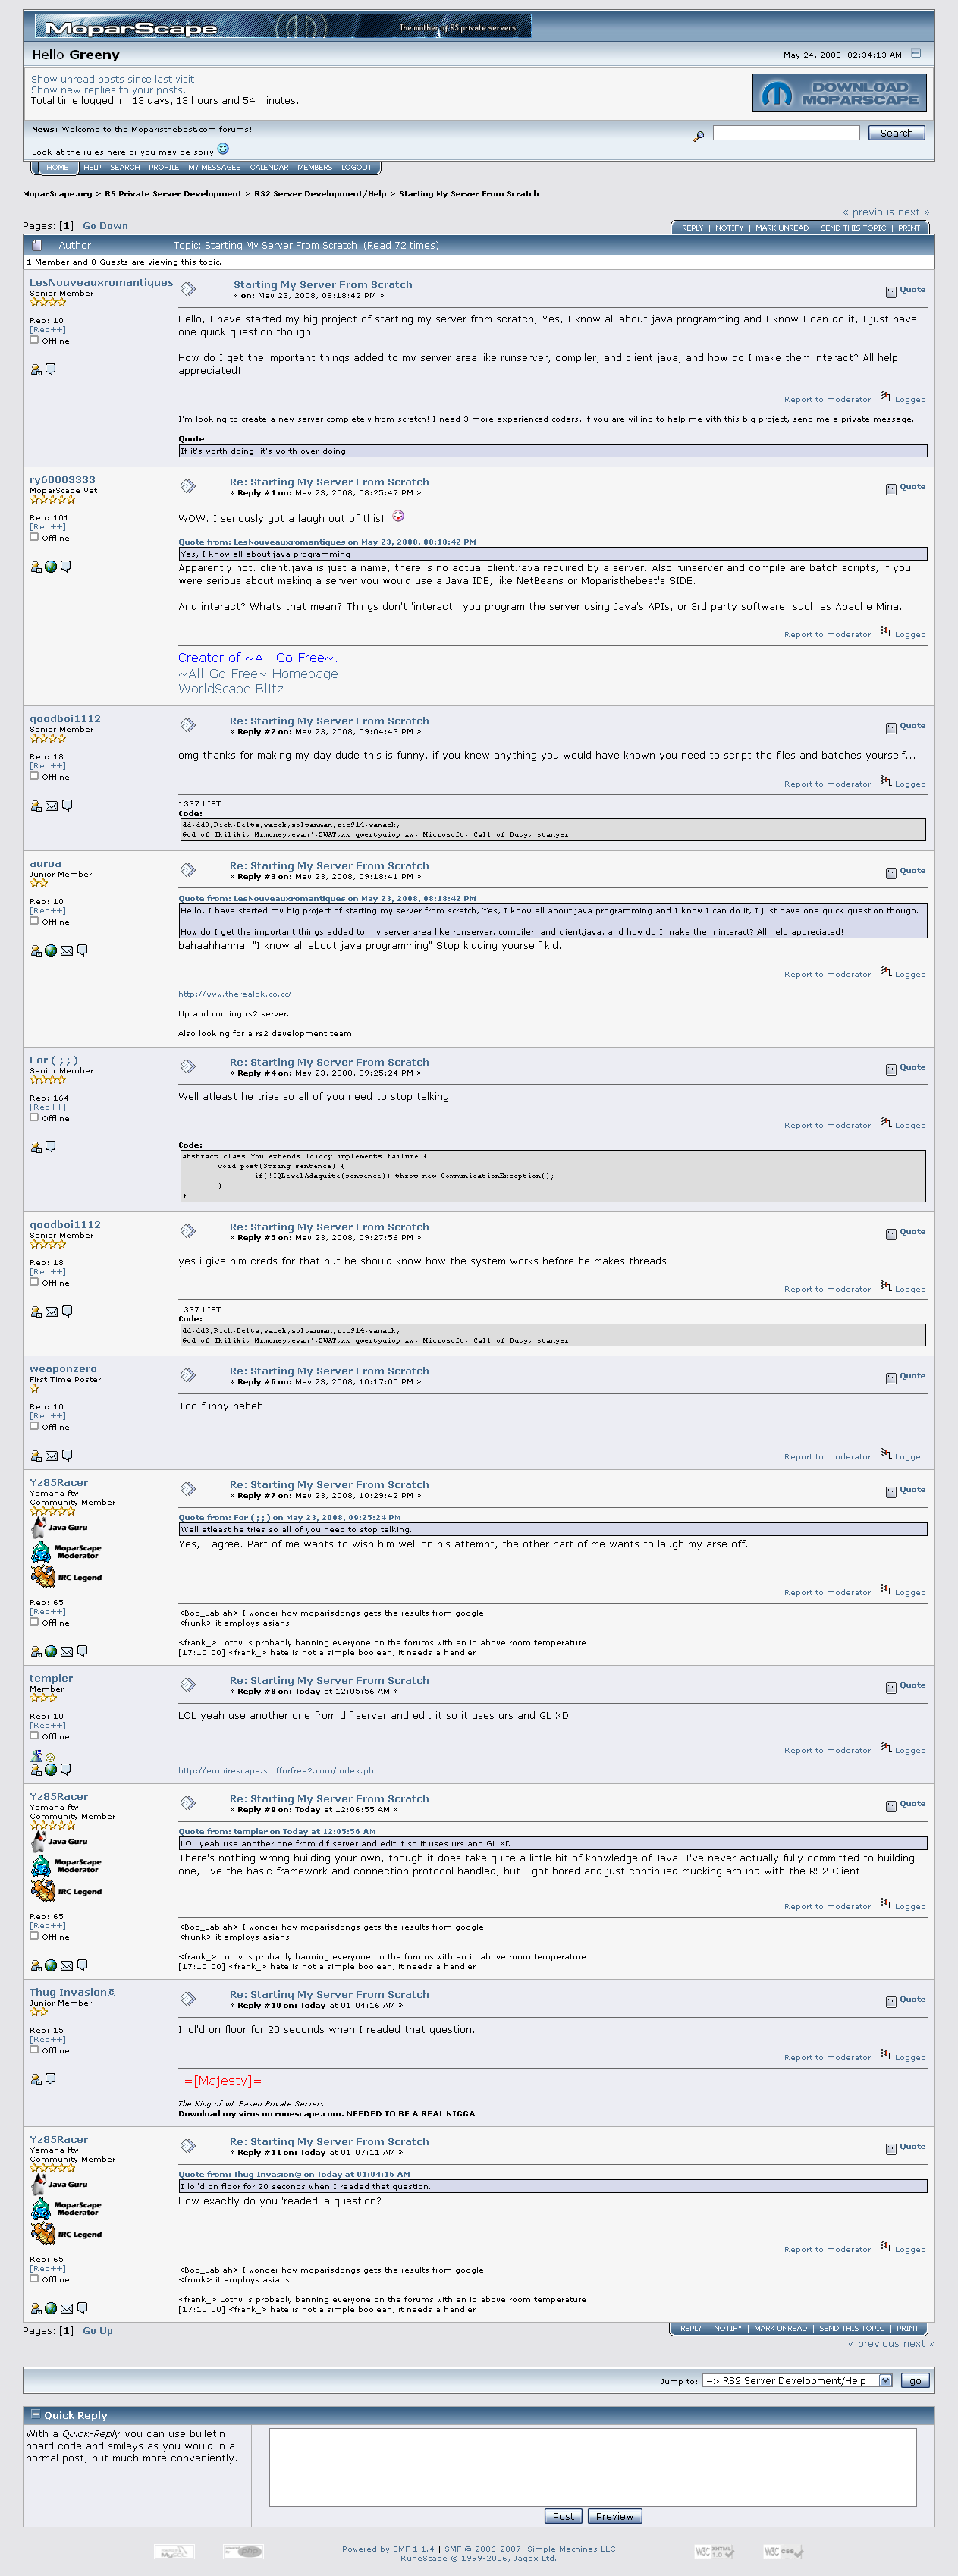 MoparScape
The mother of RS private servers
Hello Greeny
May 24, 2008, 02:34:13 AM
Show unread posts since last visit.
Show new replies to your posts.
Total time logged in: 13 days, 13 hours and 54 minutes.
DOWNLOAD
MOPARSCAPE
News: Welcome to the Moparisthebest.com forums!
Search
Look at the rules here or you may be sorry
HOME HELP SEARCH PROFILE MY MESSAGES CALENDAR MEMBERS LOGOUT
MoparScape.org > RS Private Server Development > RS2 Server Development/Help > Starting My Server From Scratch
« previous next »
Pages: [1] Go Down
REPLY | NOTIFY | MARK UNREAD | SEND THIS TOPIC | PRINT
Author Topic: Starting My Server From Scratch (Read 72 times)
1 Member and 0 Guests are viewing this topic.
LesNouveauxromantiques
Senior Member
Rep: 10
[Rep++]
Offline
Starting My Server From Scratch
« on: May 23, 2008, 08:18:42 PM »
Quote
Hello, I have started my big project of starting my server from scratch, Yes, I know all about java programming and I know I can do it, I just have
one quick question though.
How do I get the important things added to my server area like runserver, compiler, and client.java, and how do I make them interact? All help
appreciated!
Report to moderator Logged
I'm looking to create a new server completely from scratch! I need 3 more experienced coders, if you are willing to help me with this big project, send me a private message.
Quote
If it's worth doing, it's worth over-doing
ry60003333
MoparScape Vet
Rep: 101
[Rep++]
Offline
Re: Starting My Server From Scratch
« Reply #1 on: May 23, 2008, 08:25:47 PM »
Quote
WOW. I seriously got a laugh out of this!
Quote from: LesNouveauxromantiques on May 23, 2008, 08:18:42 PM
Yes, I know all about java programming
Apparently not. client.java is just a name, there is no actual client.java required by a server. Also runserver and compile are batch scripts, if you
were serious about making a server you would use a Java IDE, like NetBeans or Moparisthebest's SIDE.
And interact? Whats that mean? Things don't 'interact', you program the server using Java's APIs, or 3rd party software, such as Apache Mina.
Report to moderator Logged
Creator of ~All-Go-Free~.
~All-Go-Free~ Homepage
WorldScape Blitz
goodboi1112
Senior Member
Rep: 18
[Rep++]
Offline
Re: Starting My Server From Scratch
« Reply #2 on: May 23, 2008, 09:04:43 PM »
Quote
omg thanks for making my day dude this is funny. if you knew anything you would have known you need to script the files and batches yourself...
Report to moderator Logged
1337 LIST
Code:
dd,dd3,Rich,Delta,varek,soltamman,ric914,vanack,
God of Ikiliki, Mrmoney,evan',SWAT,xx qwertyuiop xx, Microsoft, Call of Duty, stanyer
auroa
Junior Member
Rep: 10
[Rep++]
Offline
Re: Starting My Server From Scratch
« Reply #3 on: May 23, 2008, 09:18:41 PM »
Quote
Quote from: LesNouveauxromantiques on May 23, 2008, 08:18:42 PM
Hello, I have started my big project of starting my server from scratch, Yes, I know all about java programming and I know I can do it, I just have one quick question though.
How do I get the important things added to my server area like runserver, compiler, and client.java, and how do I make them interact? All help appreciated!
bahaahhahha. "I know all about java programming" Stop kidding yourself kid.
Report to moderator Logged
http://www.therealpk.co.cc/
Up and coming rs2 server.
Also looking for a rs2 development team.
For ( ; ; )
Senior Member
Rep: 164
[Rep++]
Offline
Re: Starting My Server From Scratch
« Reply #4 on: May 23, 2008, 09:25:24 PM »
Quote
Well atleast he tries so all of you need to stop talking.
Report to moderator Logged
Code:
abstract class You extends Idiocy implements Failure {
void post(String sentence) {
if(!IQLevelAdaquite(sentence)) throw new CommunicationException();
}
}
goodboi1112
Senior Member
Rep: 18
[Rep++]
Offline
Re: Starting My Server From Scratch
« Reply #5 on: May 23, 2008, 09:27:56 PM »
Quote
yes i give him creds for that but he should know how the system works before he makes threads
Report to moderator Logged
1337 LIST
Code:
dd,dd3,Rich,Delta,varek,soltamman,ric914,vanack,
God of Ikiliki, Mrmoney,evan',SWAT,xx qwertyuiop xx, Microsoft, Call of Duty, stanyer
weaponzero
First Time Poster
Rep: 10
[Rep++]
Offline
Re: Starting My Server From Scratch
« Reply #6 on: May 23, 2008, 10:17:00 PM »
Quote
Too funny heheh
Report to moderator Logged
Yz85Racer
Yamaha ftw
Community Member
Java Guru
MoparScape
Moderator
IRC Legend
Rep: 65
[Rep++]
Offline
Re: Starting My Server From Scratch
« Reply #7 on: May 23, 2008, 10:29:42 PM »
Quote
Quote from: For ( ; ; ) on May 23, 2008, 09:25:24 PM
Well atleast he tries so all of you need to stop talking.
Yes, I agree. Part of me wants to wish him well on his attempt, the other part of me wants to laugh my arse off.
Report to moderator Logged
<Bob_Lablah> I wonder how moparisdongs gets the results from google
<frunk> it employs asians
<frank_> Lothy is probably banning everyone on the forums with an iq above room temperature
[17:10:00] <frank_> hate is not a simple boolean, it needs a handler
templer
Member
Rep: 10
[Rep++]
Offline
Re: Starting My Server From Scratch
« Reply #8 on: Today at 12:05:56 AM »
Quote
LOL yeah use another one from dif server and edit it so it uses urs and GL XD
Report to moderator Logged
http://empirescape.smfforfree2.com/index.php
Yz85Racer
Yamaha ftw
Community Member
Java Guru
MoparScape
Moderator
IRC Legend
Rep: 65
[Rep++]
Offline
Re: Starting My Server From Scratch
« Reply #9 on: Today at 12:06:55 AM »
Quote
Quote from: templer on Today at 12:05:56 AM
LOL yeah use another one from dif server and edit it so it uses urs and GL XD
There's nothing wrong building your own, though it does take quite a little bit of knowledge of Java. I've never actually fully committed to building
one, I've the basic framework and connection protocol handled, but I got bored and just continued mucking around with the RS2 Client.
Report to moderator Logged
<Bob_Lablah> I wonder how moparisdongs gets the results from google
<frunk> it employs asians
<frank_> Lothy is probably banning everyone on the forums with an iq above room temperature
[17:10:00] <frank_> hate is not a simple boolean, it needs a handler
Thug Invasion©
Junior Member
Rep: 15
[Rep++]
Offline
Re: Starting My Server From Scratch
« Reply #10 on: Today at 01:04:16 AM »
Quote
I lol'd on floor for 20 seconds when I readed that question.
Report to moderator Logged
-=[Majesty]=-
The King of wL Based Private Servers.
Download my virus on runescape.com. NEEDED TO BE A REAL NIGGA
Yz85Racer
Yamaha ftw
Community Member
Java Guru
MoparScape
Moderator
IRC Legend
Rep: 65
[Rep++]
Offline
Re: Starting My Server From Scratch
« Reply #11 on: Today at 01:07:11 AM »
Quote
Quote from: Thug Invasion© on Today at 01:04:16 AM
I lol'd on floor for 20 seconds when I readed that question.
How exactly do you 'readed' a question?
Report to moderator Logged
<Bob_Lablah> I wonder how moparisdongs gets the results from google
<frunk> it employs asians
<frank_> Lothy is probably banning everyone on the forums with an iq above room temperature
[17:10:00] <frank_> hate is not a simple boolean, it needs a handler
Pages: [1] Go Up
REPLY | NOTIFY | MARK UNREAD | SEND THIS TOPIC | PRINT
« previous next »
Jump to: => RS2 Server Development/Help go
Quick Reply
With a Quick-Reply you can use bulletin
board code and smileys as you would in a
normal post, but much more conveniently.
Post Preview
Powered by SMF 1.1.4 | SMF © 2006-2007, Simple Machines LLC
RuneScape © 1999-2006, Jagex Ltd.